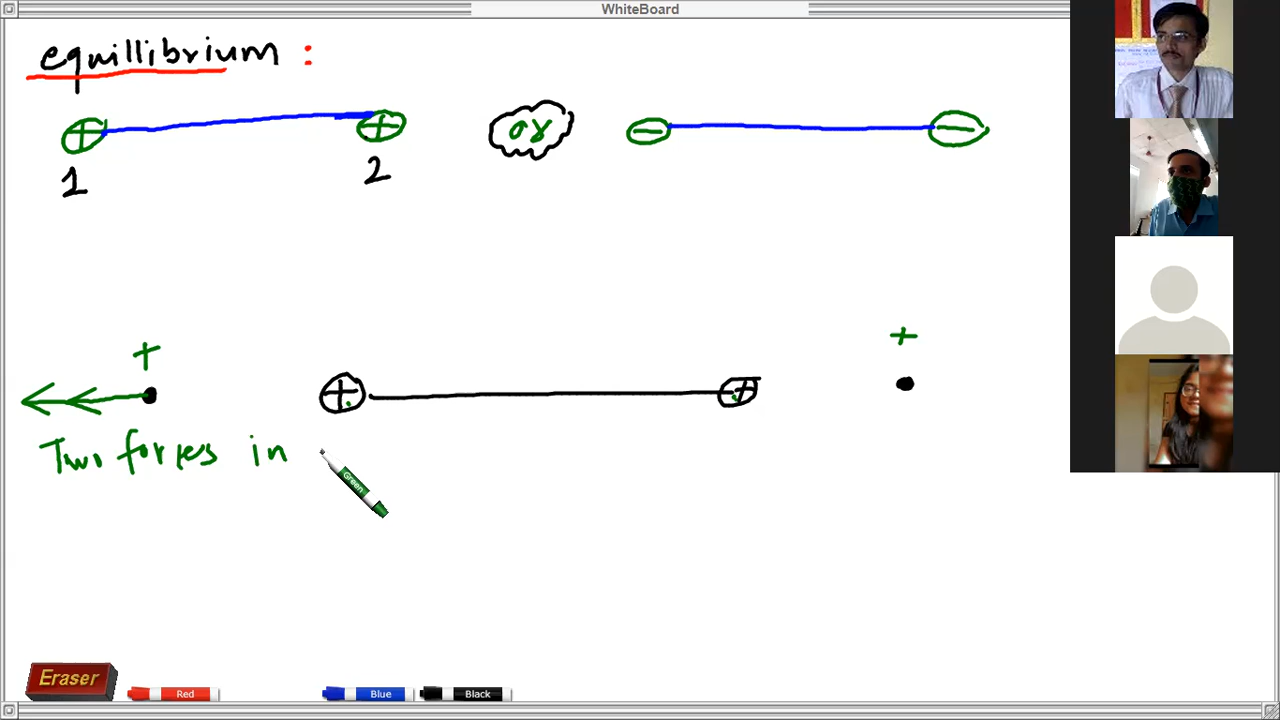 WhiteBoard
equillibrium :
+ + or − −
1 2
+ +
+ +
Two forces in
Green
Eraser Red Blue Black